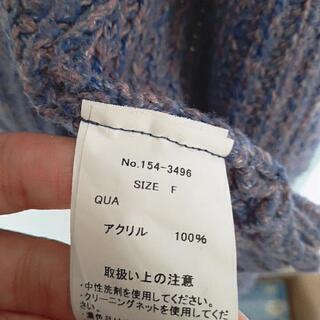 No.154-3496
SIZE F
QUA
アクリル 100%
取扱い上の注意
・中性洗剤を使用してください。
・クリーニングネットを使用してくだ
・濃色